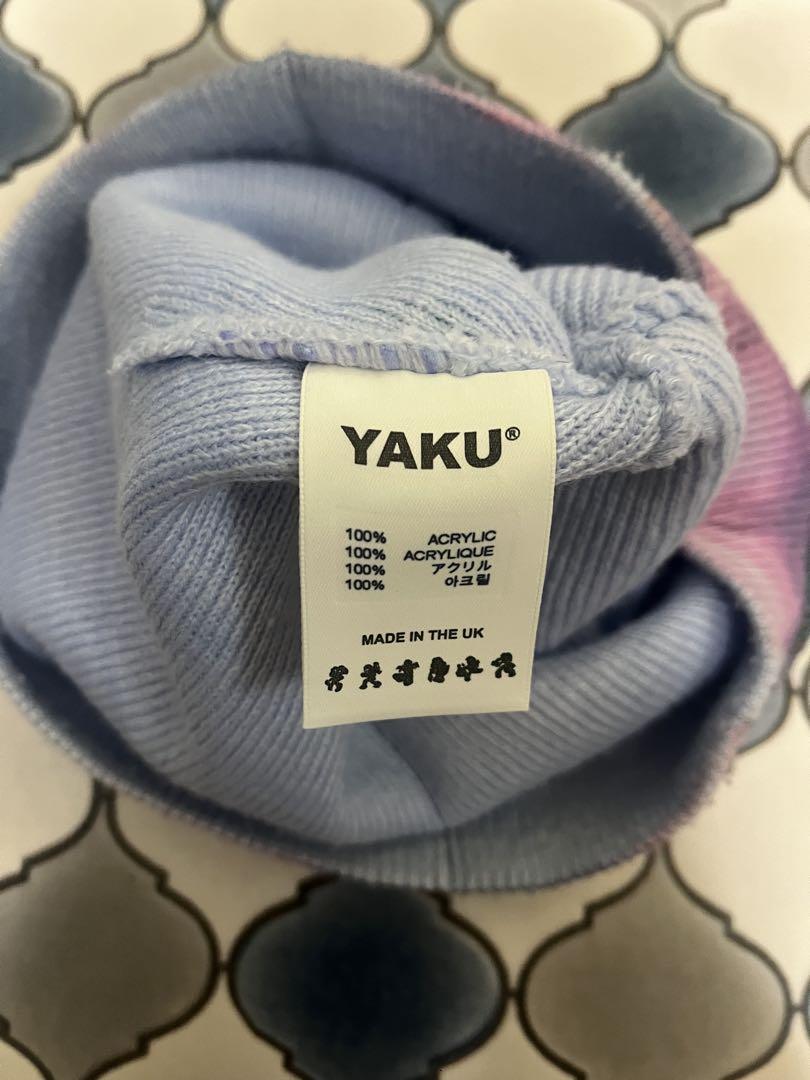 YAKU®
100% ACRYLIC
100% ACRYLIQUE
100% アクリル
100% 아크릴
MADE IN THE UK